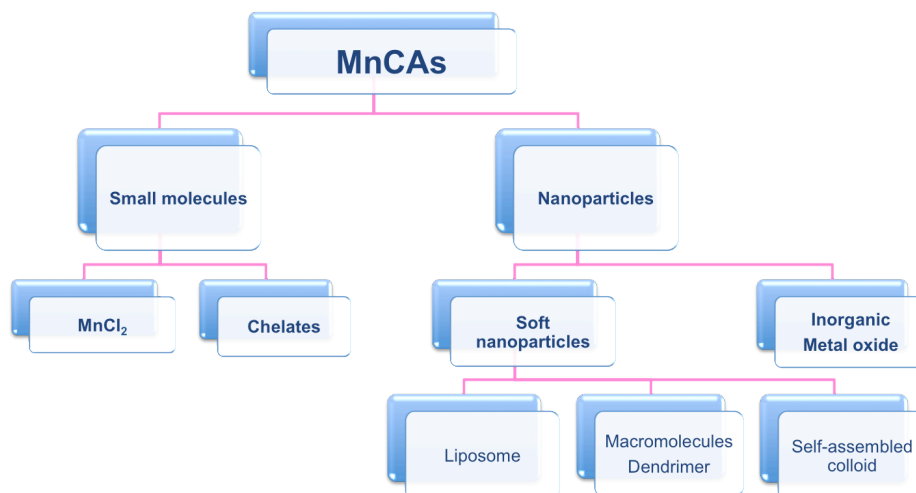 MnCAs
Small molecules
Nanoparticles
MnCl₂
Chelates
Soft
nanoparticles
Inorganic
Metal oxide
Liposome
Macromolecules
Dendrimer
Self-assembled
colloid